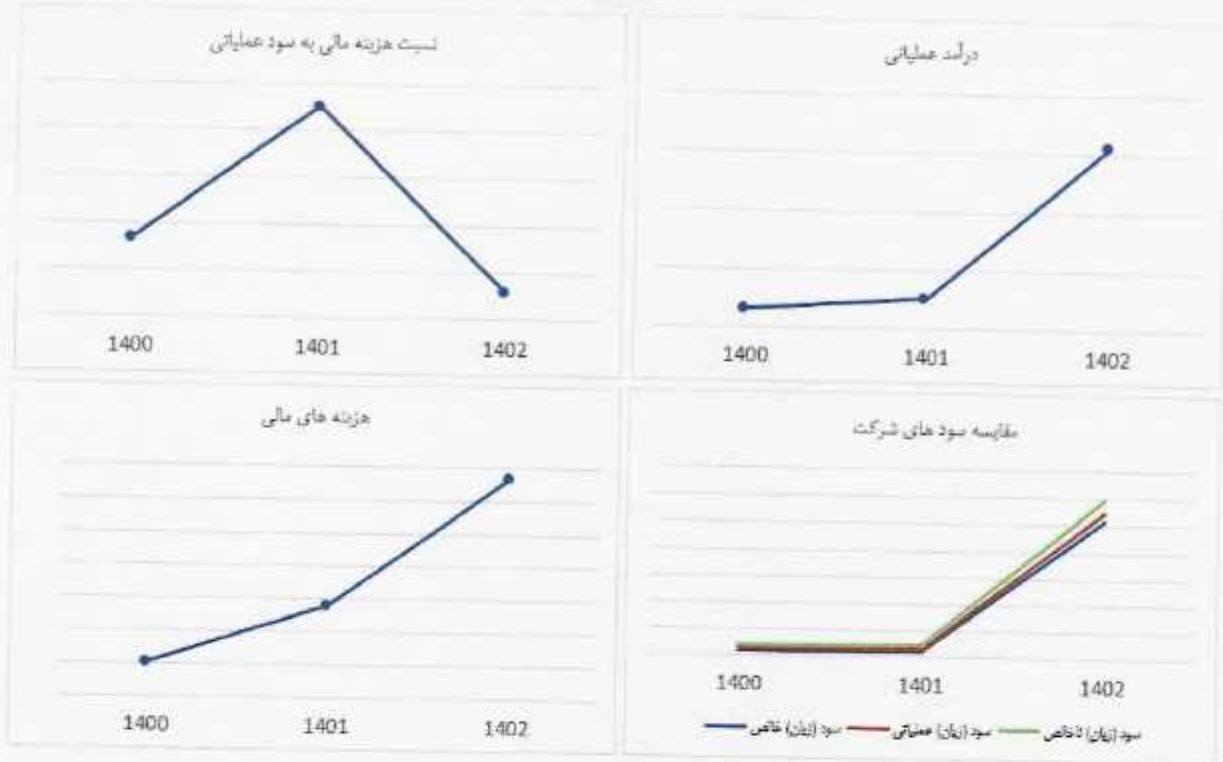 نسبت هزینه مالی به سود عملیاتی
1400 1401 1402
درآمد عملیاتی
1400 1401 1402
هزینه های مالی
1400 1401 1402
مقایسه سود های شرکت
1400 1401 1402
سود (زیان) خالص سود (زیان) عملیاتی سود (زیان) ناخالص